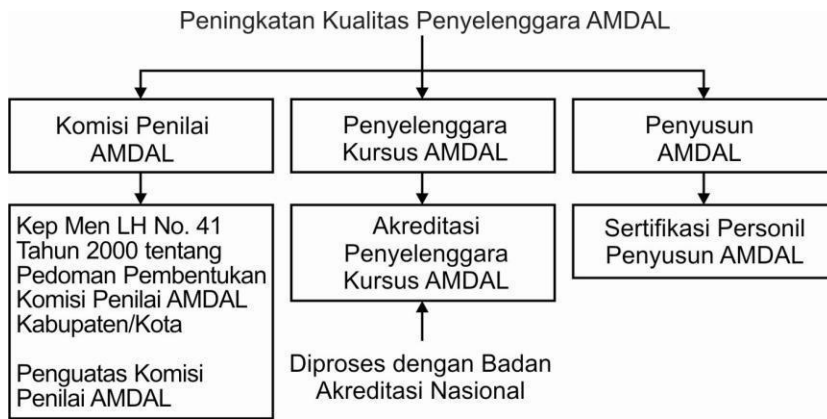 Peningkatan Kualitas Penyelenggara AMDAL
Komisi Penilai
AMDAL
Penyelenggara
Kursus AMDAL
Penyusun
AMDAL
Kep Men LH No. 41
Tahun 2000 tentang
Pedoman Pembentukan
Komisi Penilai AMDAL
Kabupaten/Kota
Penguatas Komisi
Penilai AMDAL
Akreditasi
Penyelenggara
Kursus AMDAL
Sertifikasi Personil
Penyusun AMDAL
Diproses dengan Badan
Akreditasi Nasional